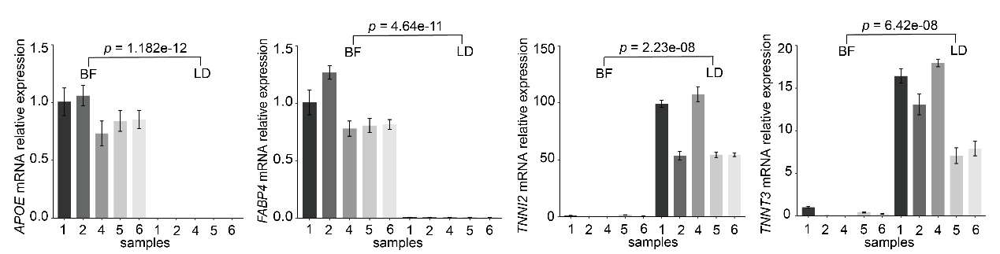 APOE mRNA relative expression
1.5
1.0
0.5
0.0
p = 1.182e-12
BF
LD
1 2 4 5 6 1 2 4 5 6
samples
FABP4 mRNA relative expression
1.5
1.0
0.5
0.0
p = 4.64e-11
BF
LD
1 2 4 5 6 1 2 4 5 6
samples
TNNI2 mRNA relative expression
150
100
50
0
p = 2.23e-08
BF
LD
1 2 4 5 6 1 2 4 5 6
samples
TNNT3 mRNA relative expression
20
15
10
5
0
p = 6.42e-08
BF
LD
1 2 4 5 6 1 2 4 5 6
samples